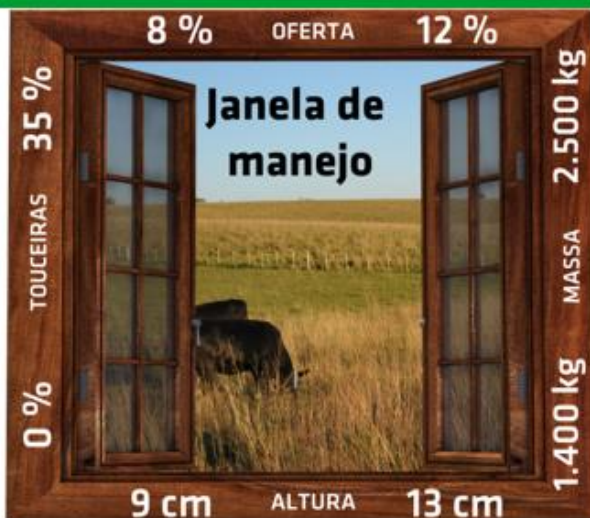 8 % OFERTA 12 %
Janela de
manejo
35 %
TOUCEIRAS
0 %
2.500 kg
MASSA
1.400 kg
9 cm ALTURA 13 cm